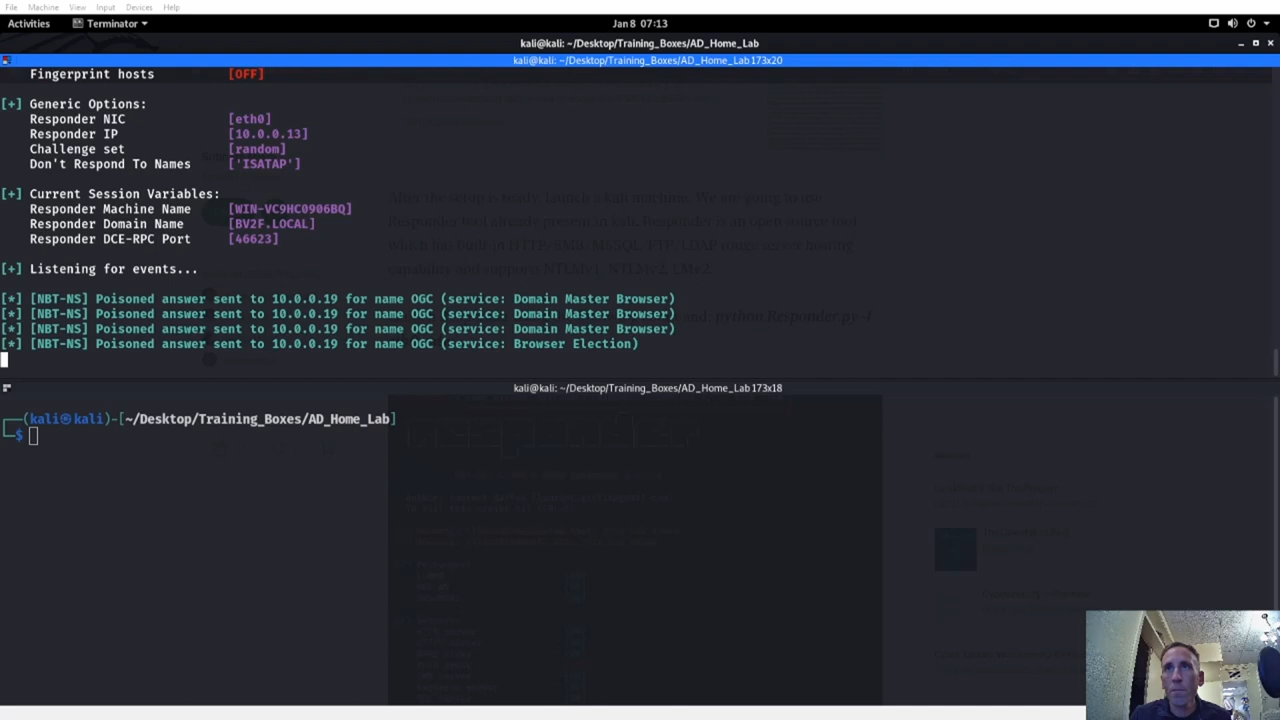 File Machine View Input Devices Help
Activities Terminator Jan 8 07:13
kali@kali: ~/Desktop/Training_Boxes/AD_Home_Lab
kali@kali: ~/Desktop/Training_Boxes/AD_Home_Lab 173x20
Fingerprint hosts [OFF]
[+] Generic Options:
Responder NIC [eth0]
Responder IP [10.0.0.13]
Challenge set [random]
Don't Respond To Names ['ISATAP']
[+] Current Session Variables:
Responder Machine Name [WIN-VC9HC0906BQ]
Responder Domain Name [BV2F.LOCAL]
Responder DCE-RPC Port [46623]
[+] Listening for events...
[*] [NBT-NS] Poisoned answer sent to 10.0.0.19 for name OGC (service: Domain Master Browser)
[*] [NBT-NS] Poisoned answer sent to 10.0.0.19 for name OGC (service: Domain Master Browser)
[*] [NBT-NS] Poisoned answer sent to 10.0.0.19 for name OGC (service: Domain Master Browser)
[*] [NBT-NS] Poisoned answer sent to 10.0.0.19 for name OGC (service: Browser Election)
kali@kali: ~/Desktop/Training_Boxes/AD_Home_Lab 173x18
(kali㉿kali)-[~/Desktop/Training_Boxes/AD_Home_Lab]
$